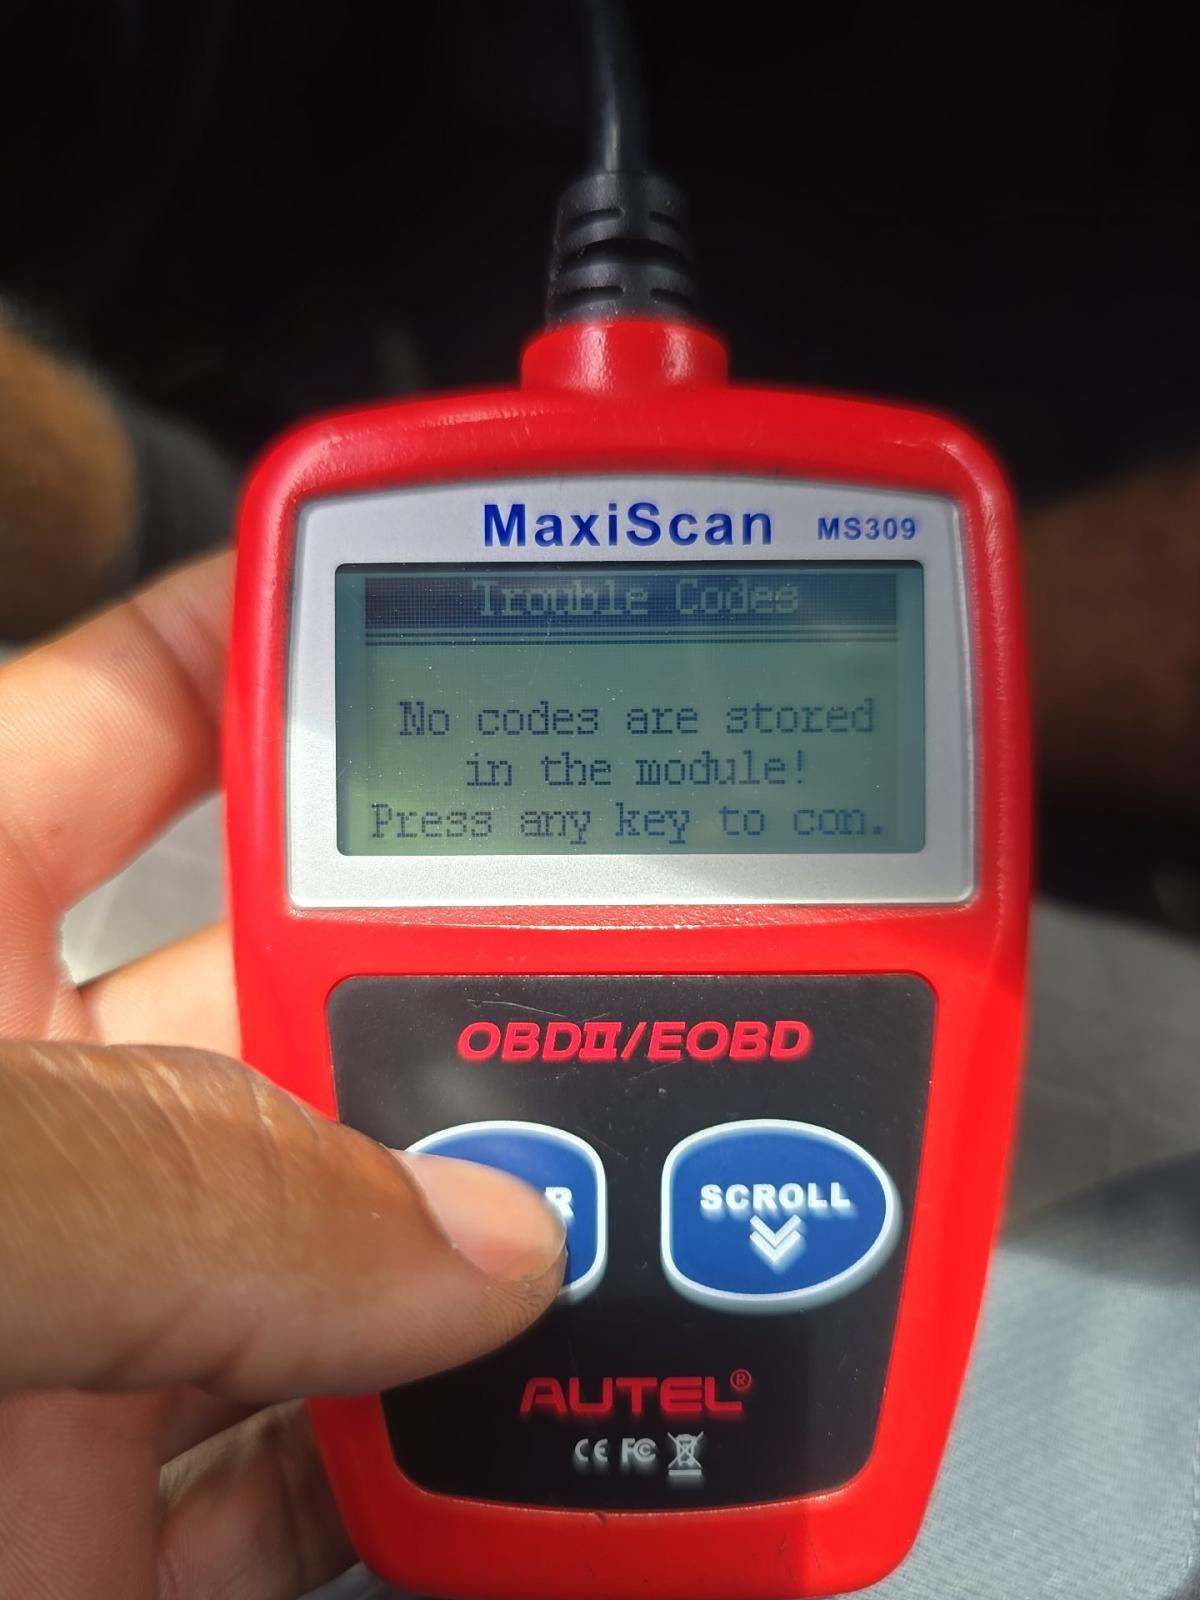 MaxiScan MS309
Trouble Codes
No codes are stored
in the module!
Press any key to con.
OBDII/EOBD
SCROLL
AUTEL®
CE FC